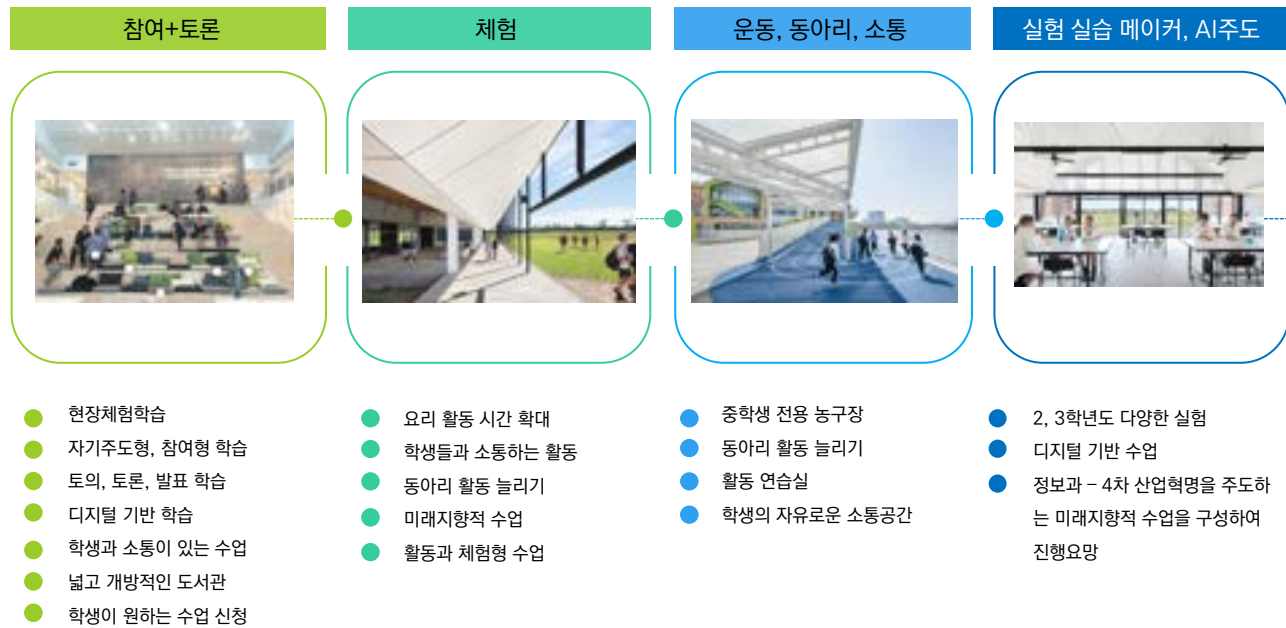 참여+토론
체험
운동, 동아리, 소통
실험 실습 메이커, AI주도
현장체험학습
자기주도형, 참여형 학습
토의, 토론, 발표 학습
디지털 기반 학습
학생과 소통이 있는 수업
넓고 개방적인 도서관
학생이 원하는 수업 신청
요리 활동 시간 확대
학생들과 소통하는 활동
동아리 활동 늘리기
미래지향적 수업
활동과 체험형 수업
중학생 전용 농구장
동아리 활동 늘리기
활동 연습실
학생의 자유로운 소통공간
2, 3학년도 다양한 실험
디지털 기반 수업
정보과 – 4차 산업혁명을 주도하
는 미래지향적 수업을 구성하여
진행요망